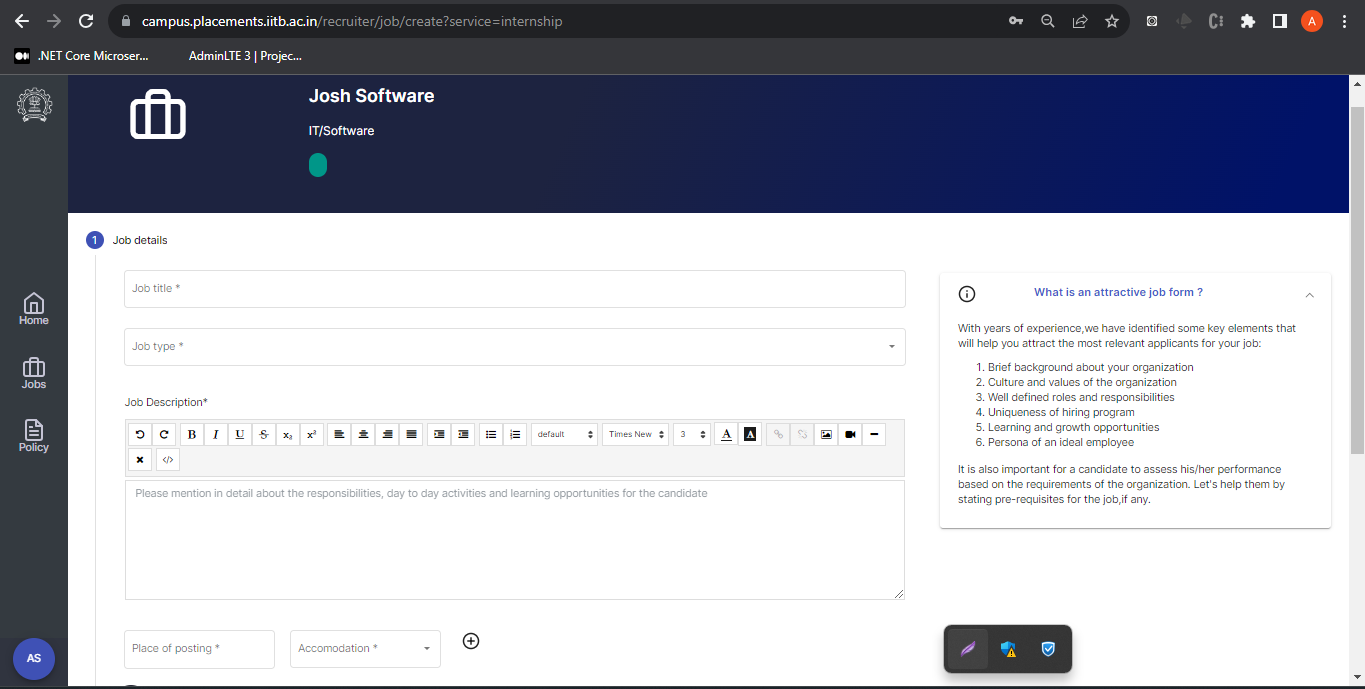 campus.placements.iitb.ac.in/recruiter/job/create?service=internship
A
.NET Core Microser...
AdminLTE 3 | Projec...
Josh Software
IT/Software
1 Job details
Job title *
Job type *
Job Description*
B I U S X₂ X²
default
Times New
3
A A
</>
Please mention in detail about the responsibilities, day to day activities and learning opportunities for the candidate
Place of posting *
Accomodation *
What is an attractive job form ?
With years of experience,we have identified some key elements that
will help you attract the most relevant applicants for your job:
1. Brief background about your organization
2. Culture and values of the organization
3. Well defined roles and responsibilities
4. Uniqueness of hiring program
5. Learning and growth opportunities
6. Persona of an ideal employee
It is also important for a candidate to assess his/her performance
based on the requirements of the organization. Let's help them by
stating pre-requisites for the job,if any.
Home
Jobs
Policy
AS